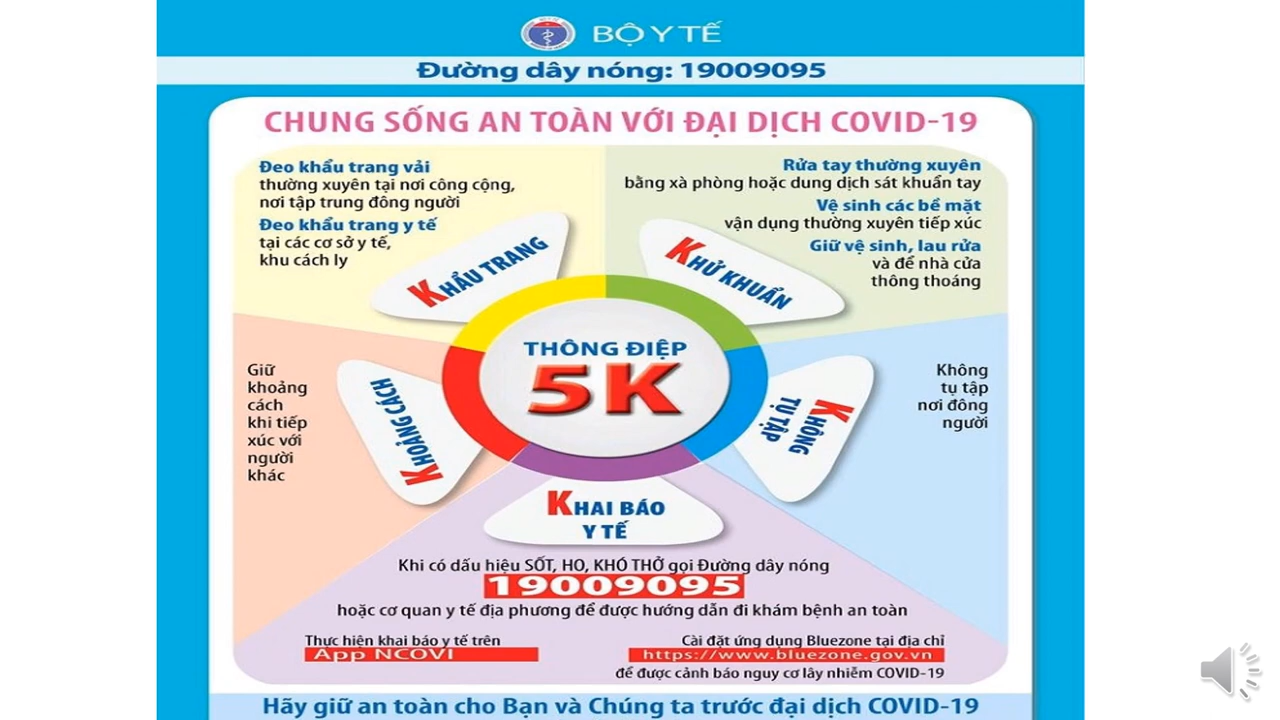 BỘ Y TẾ
Đường dây nóng: 19009095
CHUNG SỐNG AN TOÀN VỚI ĐẠI DỊCH COVID-19
Đeo khẩu trang vải
thường xuyên tại nơi công cộng,
nơi tập trung đông người
Đeo khẩu trang y tế
tại các cơ sở y tế,
khu cách ly
KHẨU TRANG
Rửa tay thường xuyên
bằng xà phòng hoặc dung dịch sát khuẩn tay
Vệ sinh các bề mặt
vận dụng thường xuyên tiếp xúc
Giữ vệ sinh, lau rửa
và để nhà cửa
thông thoáng
KHỬ KHUẨN
THÔNG ĐIỆP
5K
Giữ
khoảng
cách
khi tiếp
xúc với
người
khác
KHOẢNG CÁCH
Không
tụ tập
nơi đông
người
KHÔNG
TỤ TẬP
KHAI BÁO
Y TẾ
Khi có dấu hiệu SỐT, HO, KHÓ THỞ gọi Đường dây nóng
19009095
hoặc cơ quan y tế địa phương để được hướng dẫn đi khám bệnh an toàn
Thực hiện khai báo y tế trên
App NCOVI
Cài đặt ứng dụng Bluezone tại địa chỉ
https://www.bluezone.gov.vn
để được cảnh báo nguy cơ lây nhiễm COVID-19
Hãy giữ an toàn cho Bạn và Chúng ta trước đại dịch COVID-19